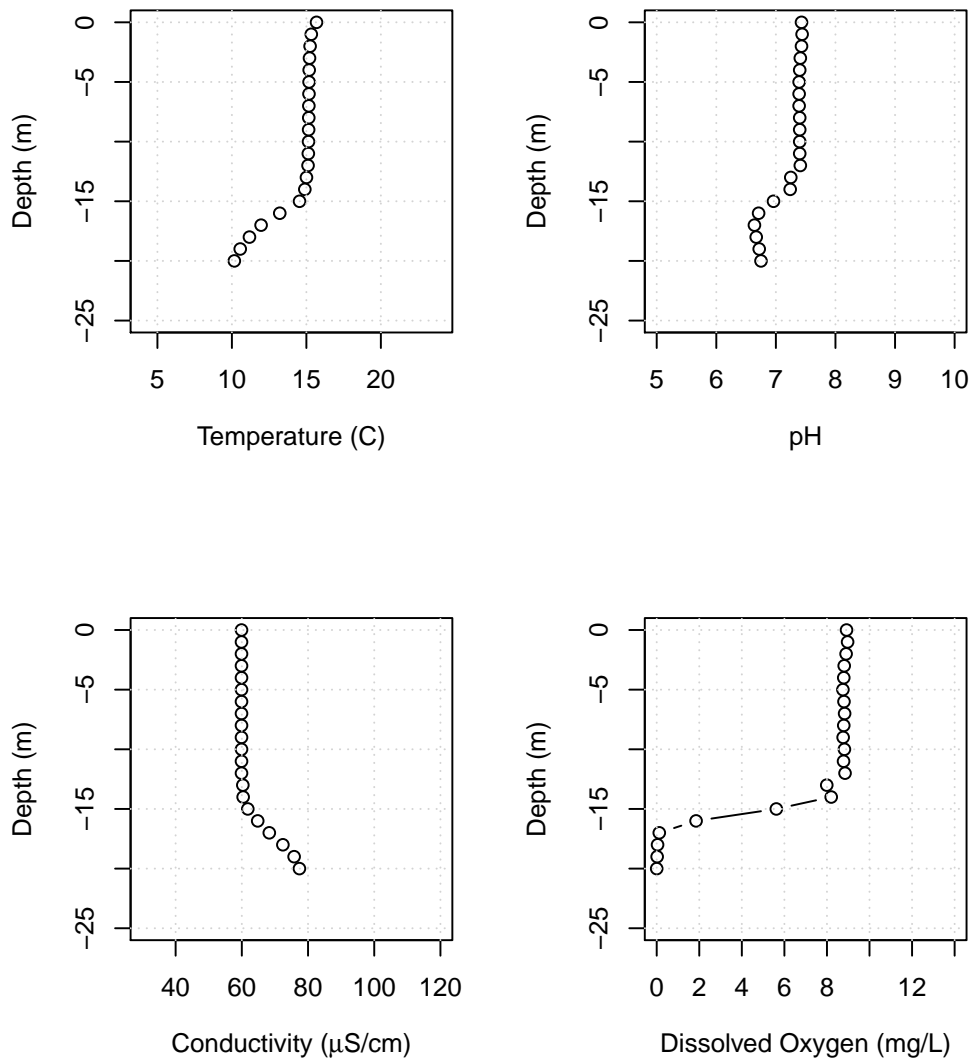 0
−5
−15
−25
Depth (m)
5 10 15 20
Temperature (C)
0
−5
−15
−25
Depth (m)
5 6 7 8 9 10
pH
0
−5
−15
−25
Depth (m)
40 60 80 100 120
Conductivity (μS/cm)
0
−5
−15
−25
Depth (m)
0 2 4 6 8 12
Dissolved Oxygen (mg/L)